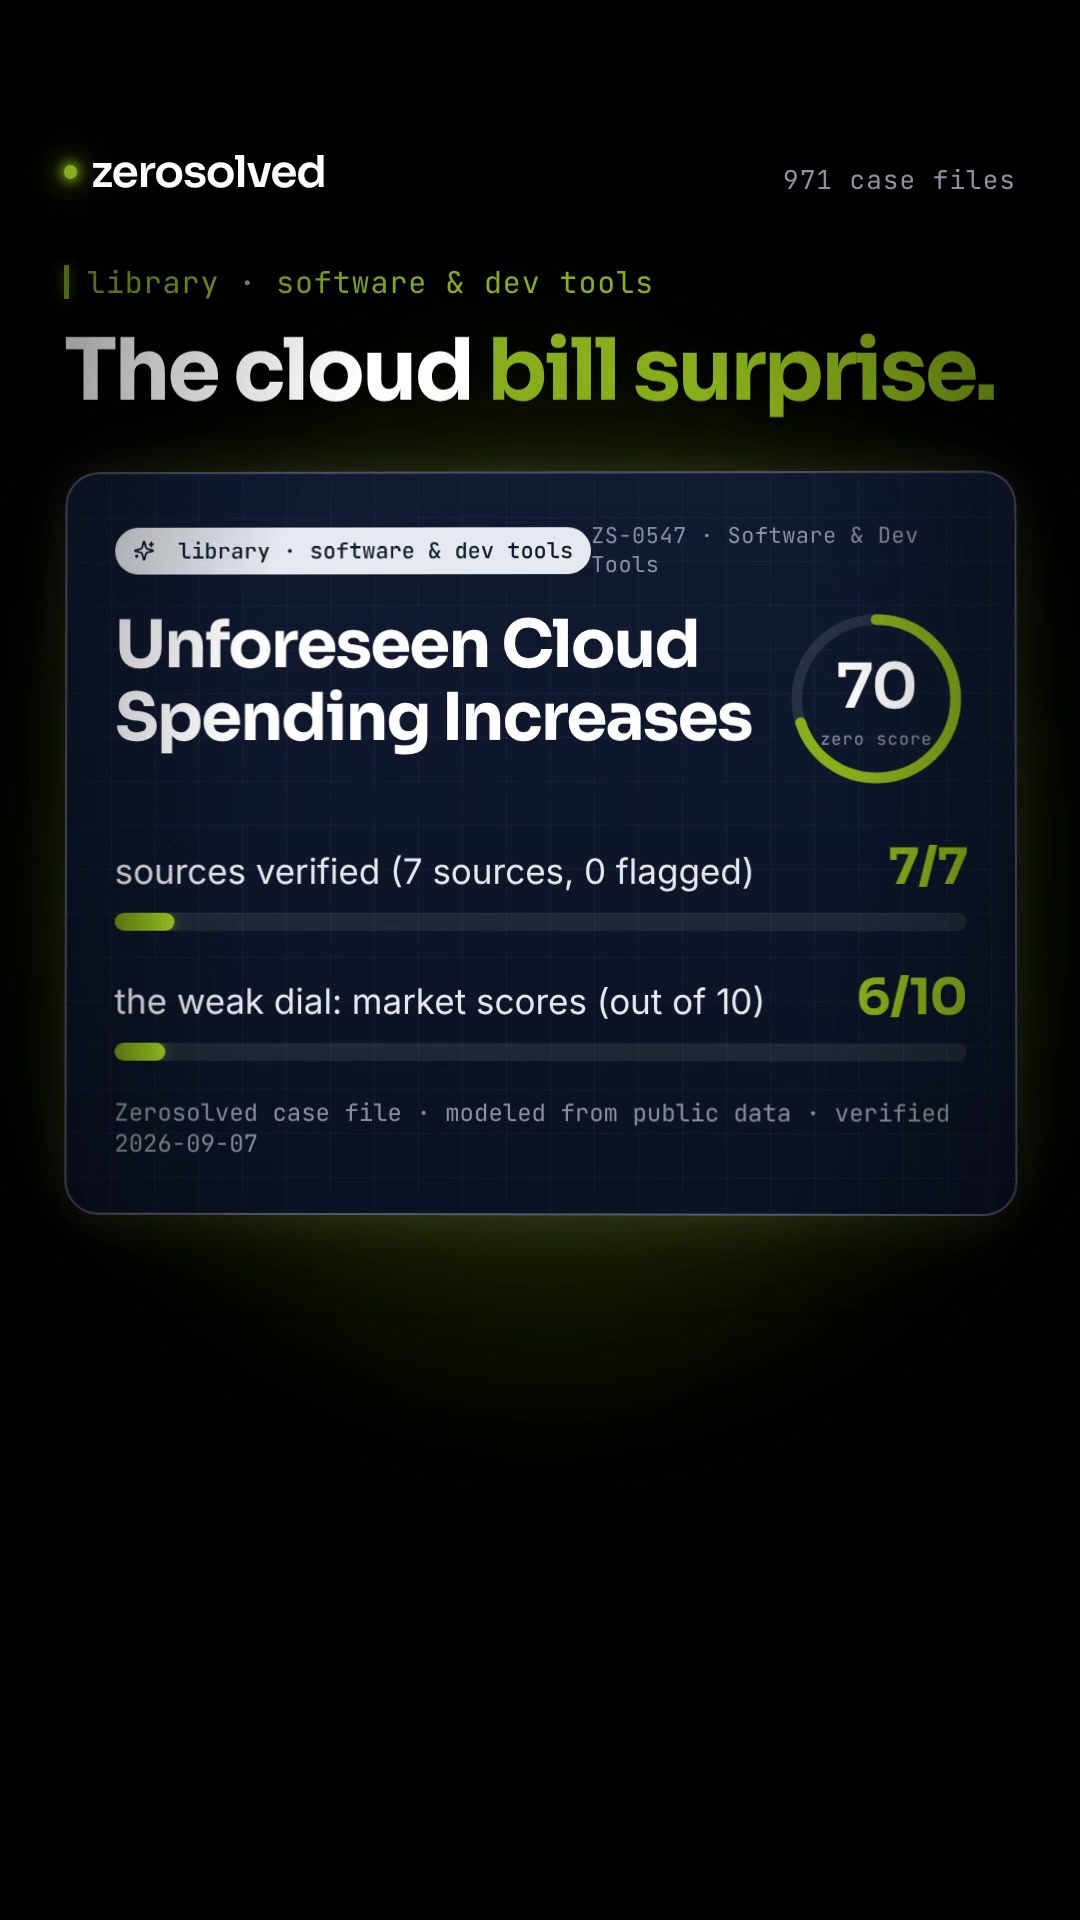 zerosolved
971 case files
library · software & dev tools
The cloud bill surprise.
library · software & dev tools
ZS-0547 · Software & Dev
Tools
Unforeseen Cloud
Spending Increases
70
zero score
sources verified (7 sources, 0 flagged)
7/7
the weak dial: market scores (out of 10)
6/10
Zerosolved case file · modeled from public data · verified
2026-09-07